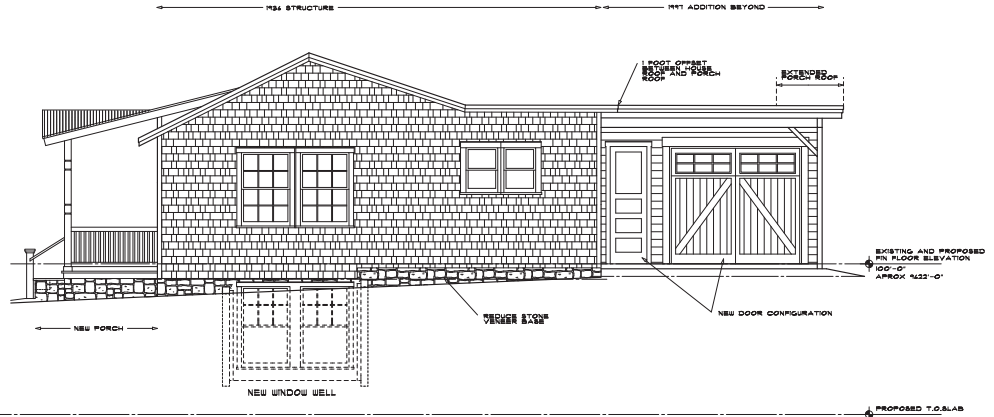 1936 STRUCTURE
1997 ADDITION BEYOND
1 FOOT OFFSET
BETWEEN HOUSE
ROOF AND PORCH
ROOF
EXTENDED
PORCH ROOF
EXISTING AND PROPOSED
FIN FLOOR ELEVATION
100'-0"
APROX 9622'-0"
NEW DOOR CONFIGURATION
REDUCE STONE
VENEER BASE
NEW PORCH
NEW WINDOW WELL
PROPOSED T.O.SLAB